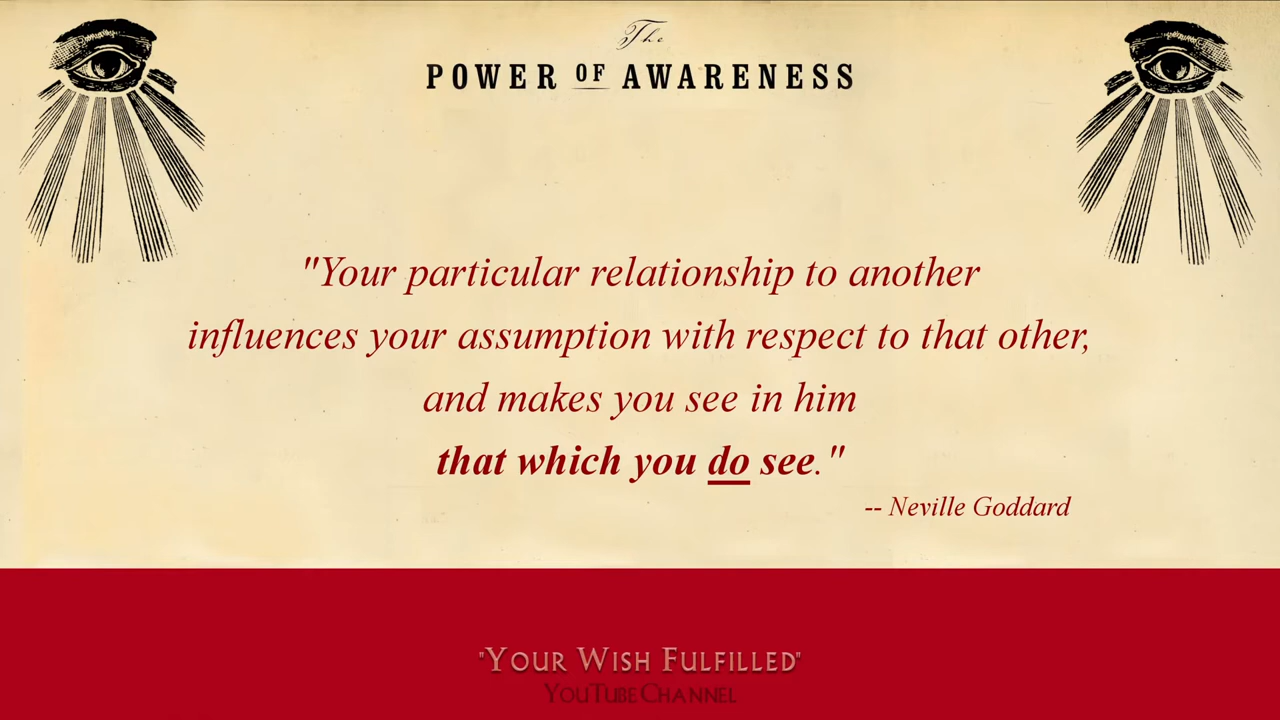 The
POWER OF AWARENESS
"Your particular relationship to another
influences your assumption with respect to that other,
and makes you see in him
that which you do see."
-- Neville Goddard
"YOUR WISH FULFILLED"
YOUTUBE CHANNEL